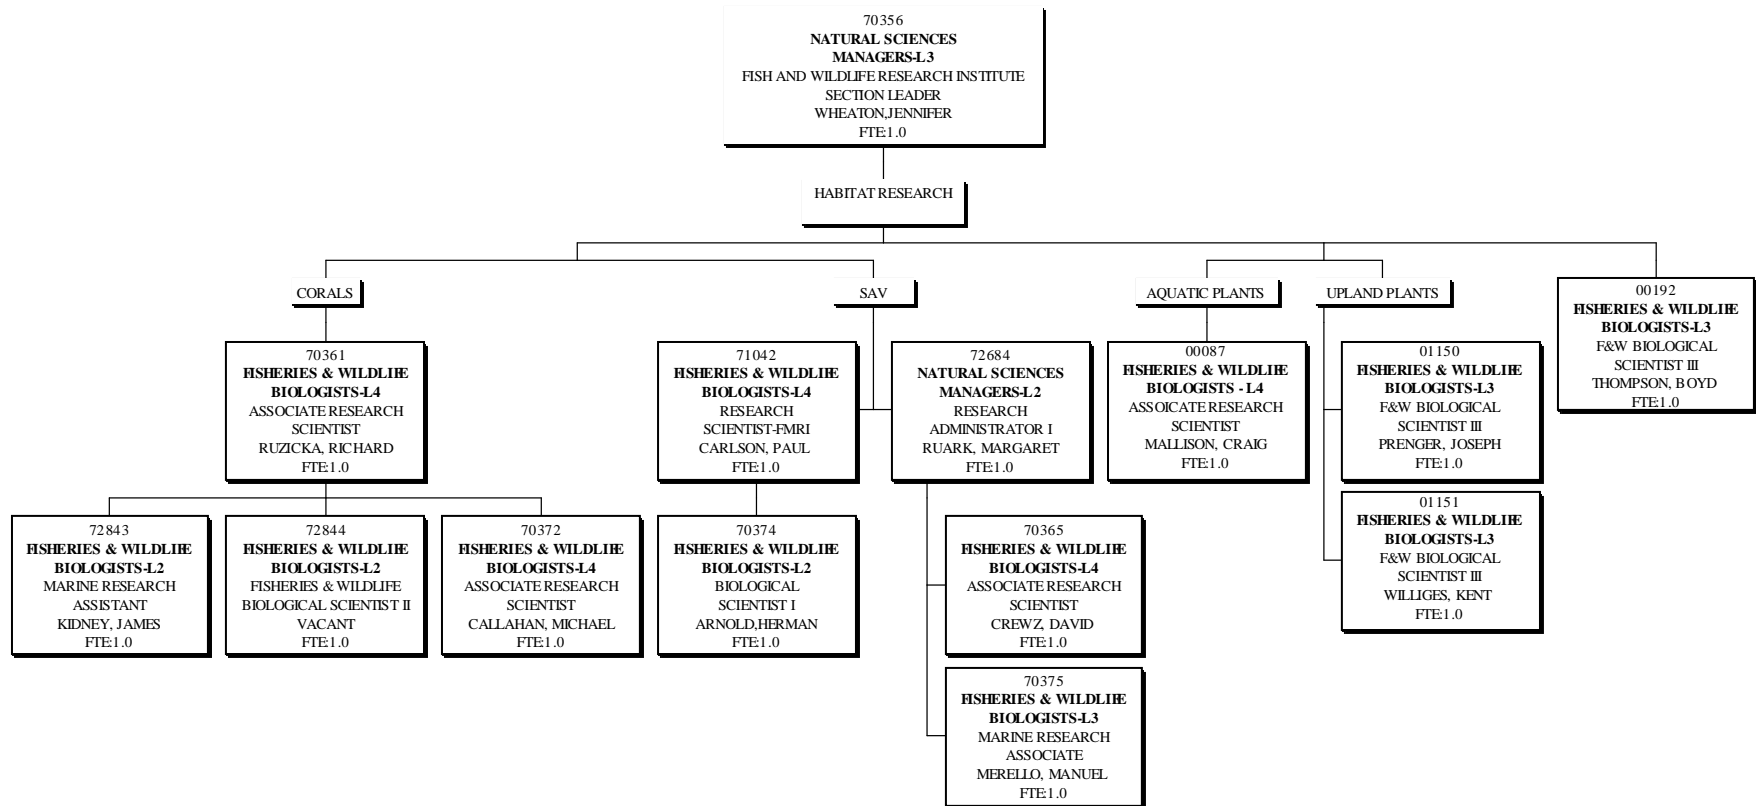 70356
NATURAL SCIENCES
MANAGERS-L3
FISH AND WILDLIFE RESEARCH INSTITUTE
SECTION LEADER
WHEATON,JENNIFER
FTE:1.0
HABITAT RESEARCH
CORALS
SAV
AQUATIC PLANTS
UPLAND PLANTS
00192
FISHERIES & WILDLIFE
BIOLOGISTS-L3
F&W BIOLOGICAL
SCIENTIST III
THOMPSON, BOYD
FTE:1.0
70361
FISHERIES & WILDLIFE
BIOLOGISTS-L4
ASSOCIATE RESEARCH
SCIENTIST
RUZICKA, RICHARD
FTE:1.0
71042
FISHERIES & WILDLIFE
BIOLOGISTS-L4
RESEARCH
SCIENTIST-FMRI
CARLSON, PAUL
FTE:1.0
72684
NATURAL SCIENCES
MANAGERS-L2
RESEARCH
ADMINISTRATOR I
RUARK, MARGARET
FTE:1.0
00087
FISHERIES & WILDLIFE
BIOLOGISTS - L4
ASSOICATE RESEARCH
SCIENTIST
MALLISON, CRAIG
FTE:1.0
01150
FISHERIES & WILDLIFE
BIOLOGISTS-L3
F&W BIOLOGICAL
SCIENTIST III
PRENGER, JOSEPH
FTE:1.0
01151
FISHERIES & WILDLIFE
BIOLOGISTS-L3
F&W BIOLOGICAL
SCIENTIST III
WILLIGES, KENT
FTE:1.0
72843
FISHERIES & WILDLIFE
BIOLOGISTS-L2
MARINE RESEARCH
ASSISTANT
KIDNEY, JAMES
FTE:1.0
72844
FISHERIES & WILDLIFE
BIOLOGISTS-L2
FISHERIES & WILDLIFE
BIOLOGICAL SCIENTIST II
VACANT
FTE:1.0
70372
FISHERIES & WILDLIFE
BIOLOGISTS-L4
ASSOCIATE RESEARCH
SCIENTIST
CALLAHAN, MICHAEL
FTE:1.0
70374
FISHERIES & WILDLIFE
BIOLOGISTS-L2
BIOLOGICAL
SCIENTIST I
ARNOLD,HERMAN
FTE:1.0
70365
FISHERIES & WILDLIFE
BIOLOGISTS-L4
ASSOCIATE RESEARCH
SCIENTIST
CREWZ, DAVID
FTE:1.0
70375
FISHERIES & WILDLIFE
BIOLOGISTS-L3
MARINE RESEARCH
ASSOCIATE
MERELLO, MANUEL
FTE:1.0